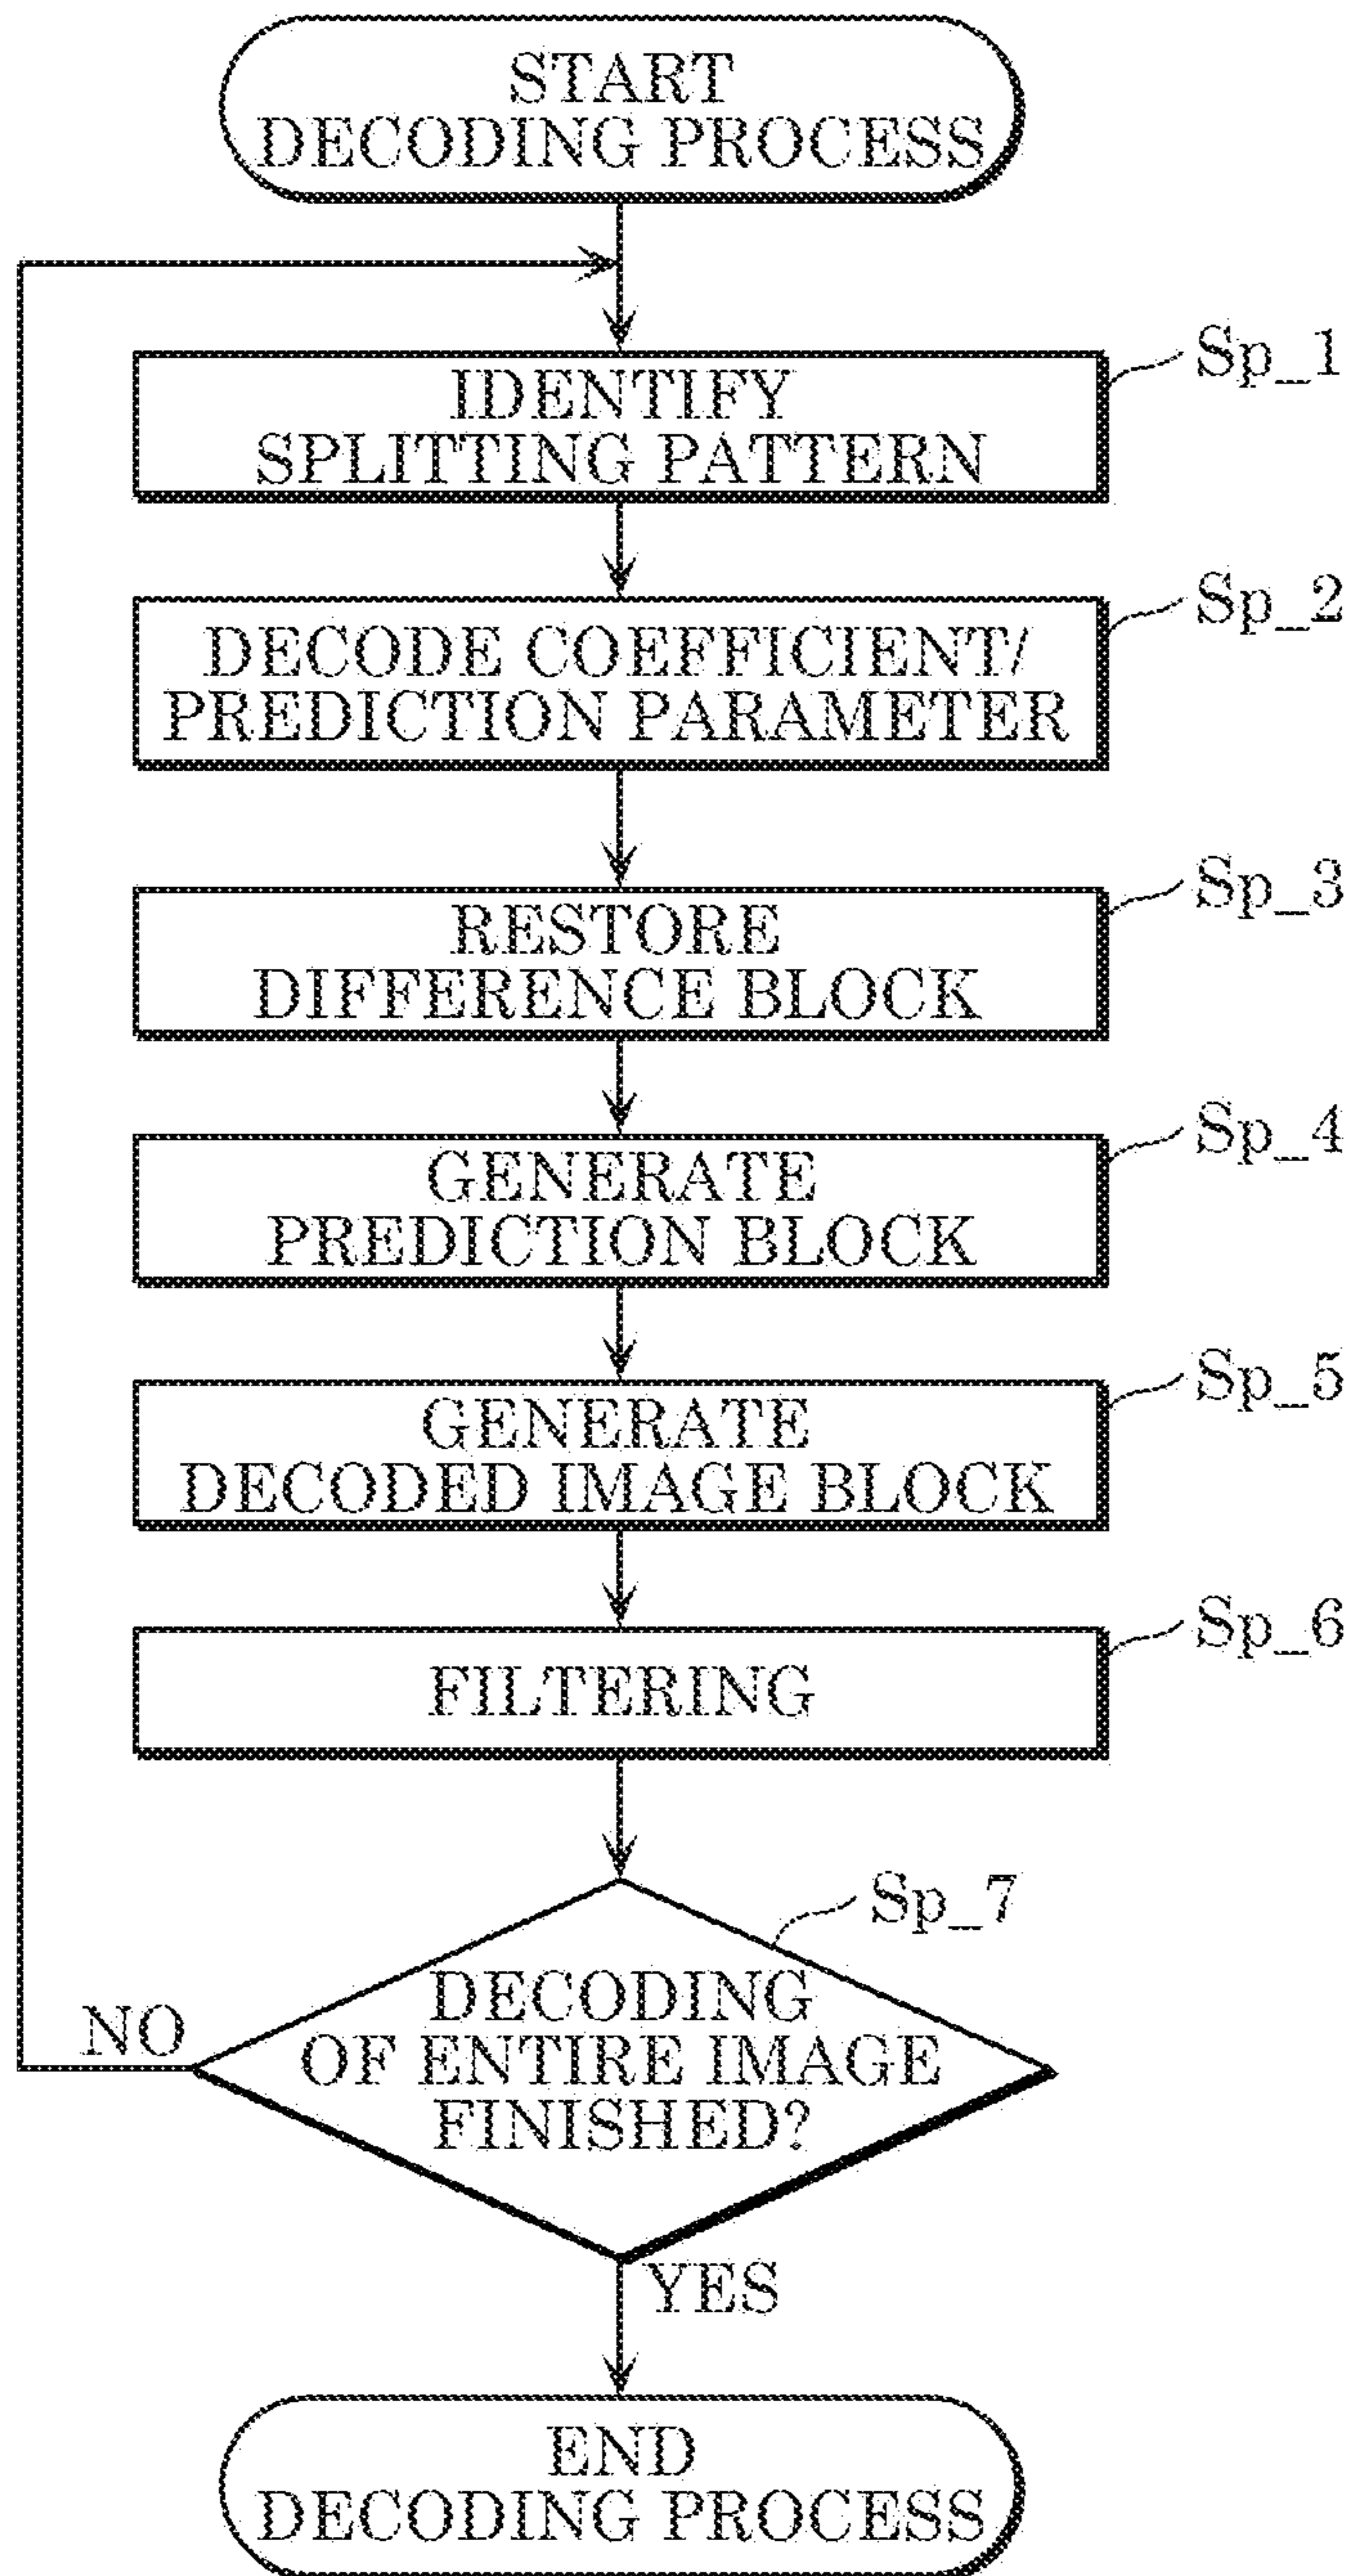 START
DECODING PROCESS
Sp_1
IDENTIFY
SPLITTING PATTERN
Sp_2
DECODE COEFFICIENT/
PREDICTION PARAMETER
Sp_3
RESTORE
DIFFERENCE BLOCK
Sp_4
GENERATE
PREDICTION BLOCK
Sp_5
GENERATE
DECODED IMAGE BLOCK
Sp_6
FILTERING
Sp_7
DECODING
OF ENTIRE IMAGE
FINISHED?
NO
YES
END
DECODING PROCESS